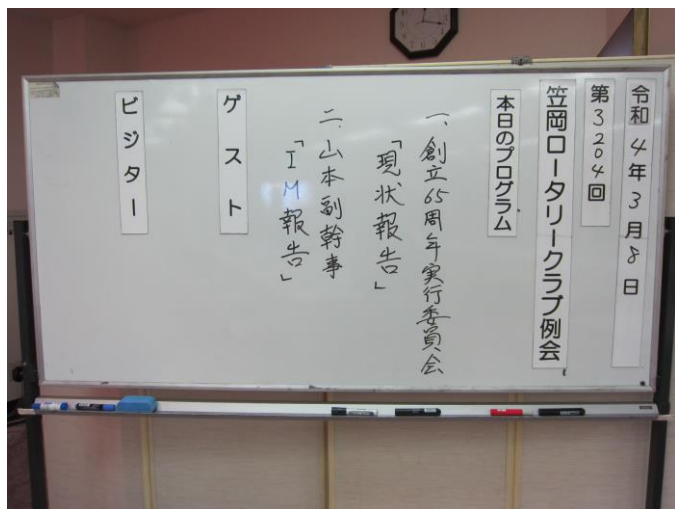 令和4年3月8日
第3204回
笠岡ロータリークラブ例会
本日のプログラム
一、創立65周年実行委員会
「現状報告」
二、山本副幹事
「IM報告」
ゲスト
ビジター